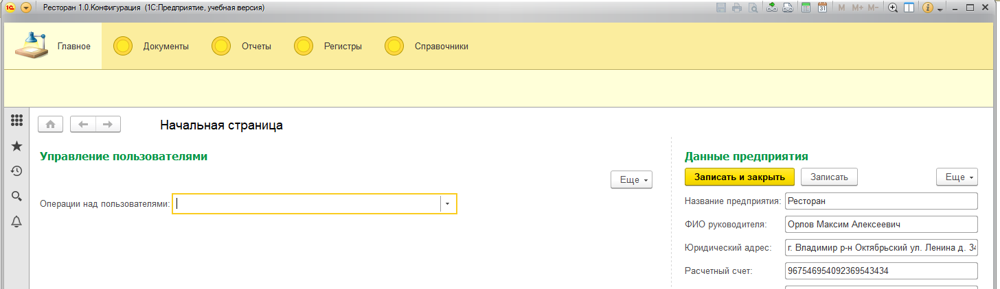 Ресторан 1.0.Конфигурация (1С:Предприятие, учебная версия)
M M+ M-
31
Главное Документы Отчеты Регистры Справочники
Начальная страница
Управление пользователями
Еще
Операции над пользователями:
Данные предприятия
Записать и закрыть Записать Еще
Название предприятия: Ресторан
ФИО руководителя: Орлов Максим Алексеевич
Юридический адрес: г. Владимир р-н Октябрьский ул. Ленина д. 34
Расчетный счет: 967546954092369543434